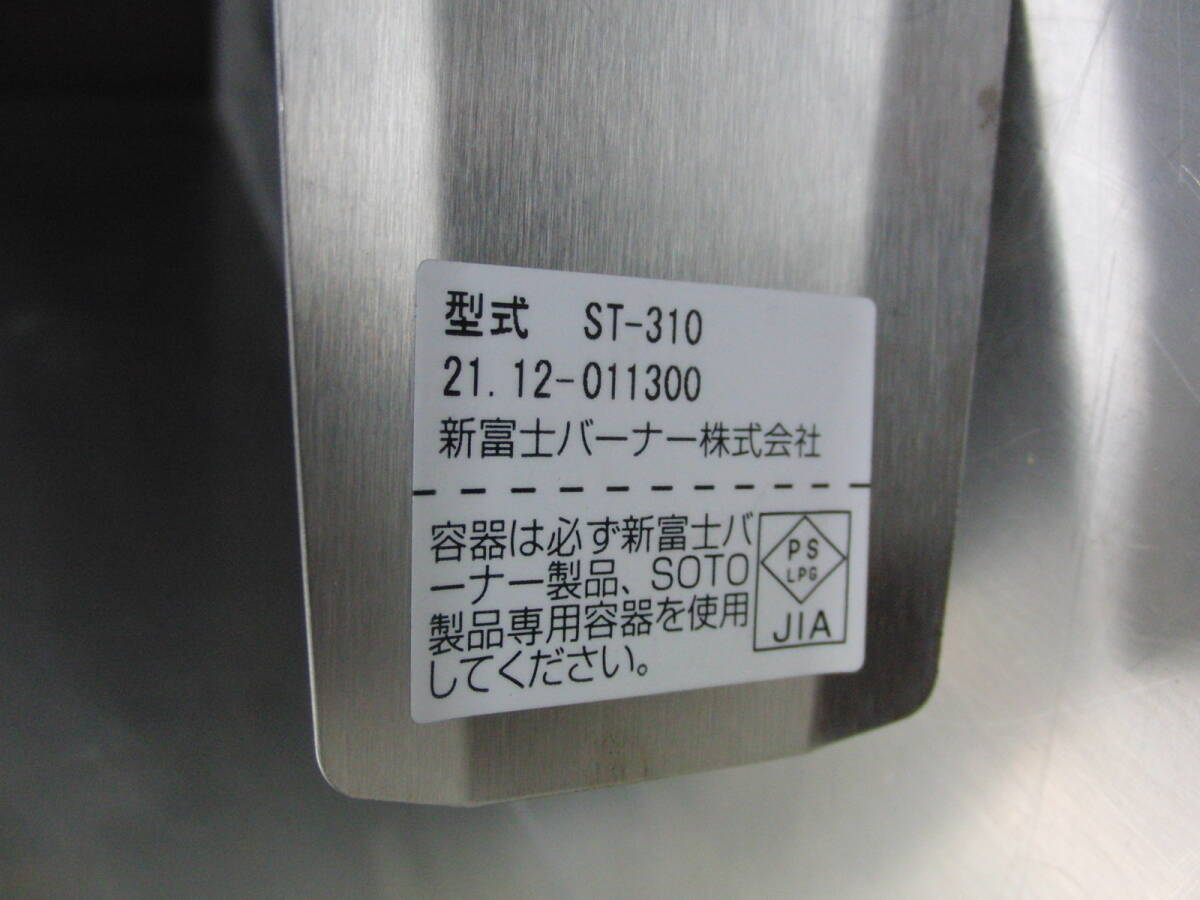 型式 ST-310
21.12-011300
新富士バーナー株式会社
容器は必ず新富士バ
ーナー製品、SOTO
製品専用容器を使用
してください。
PS
LPG
JIA